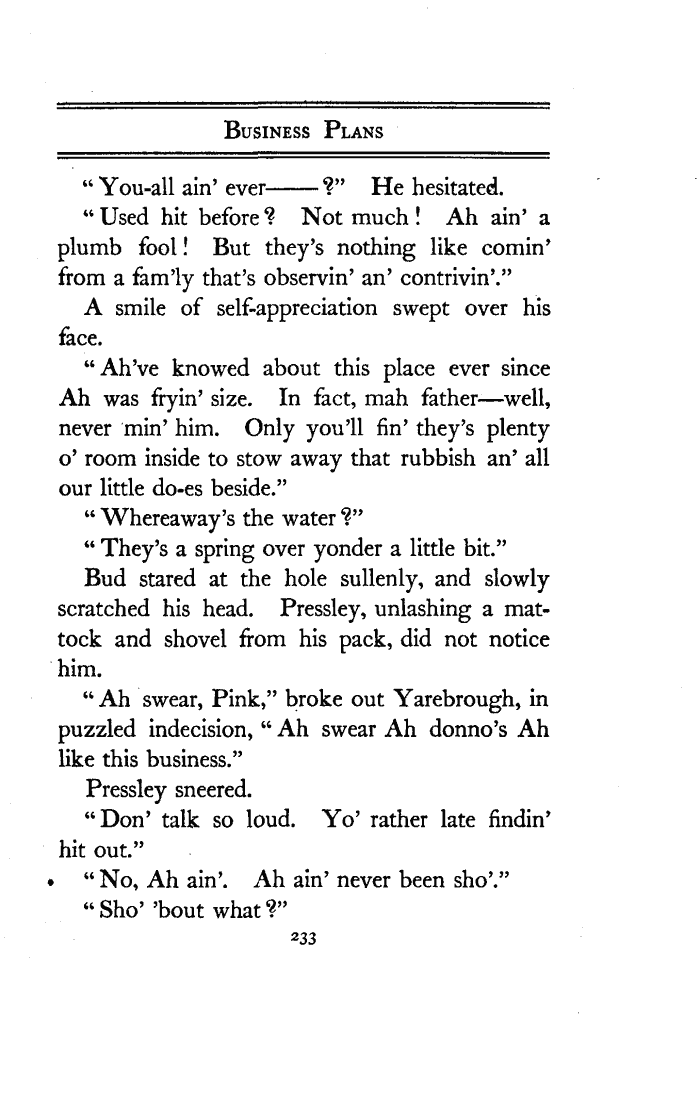 Business Plans
“You-all ain’ ever——?” He hesitated.
“Used hit before? Not much! Ah ain’ a
plumb fool! But they’s nothing like comin’
from a fam’ly that’s observin’ an’ contrivin’.”
A smile of self-appreciation swept over his
face.
“Ah’ve knowed about this place ever since
Ah was fryin’ size. In fact, mah father—well,
never min’ him. Only you’ll fin’ they’s plenty
o’ room inside to stow away that rubbish an’ all
our little do-es beside.”
“Whereaway’s the water?”
“They’s a spring over yonder a little bit.”
Bud stared at the hole sullenly, and slowly
scratched his head. Pressley, unlashing a mat-
tock and shovel from his pack, did not notice
him.
“Ah swear, Pink,” broke out Yarebrough, in
puzzled indecision, “Ah swear Ah donno’s Ah
like this business.”
Pressley sneered.
“Don’ talk so loud. Yo’ rather late findin’
hit out.”
“No, Ah ain’. Ah ain’ never been sho’.”
“Sho’ ’bout what?”
233